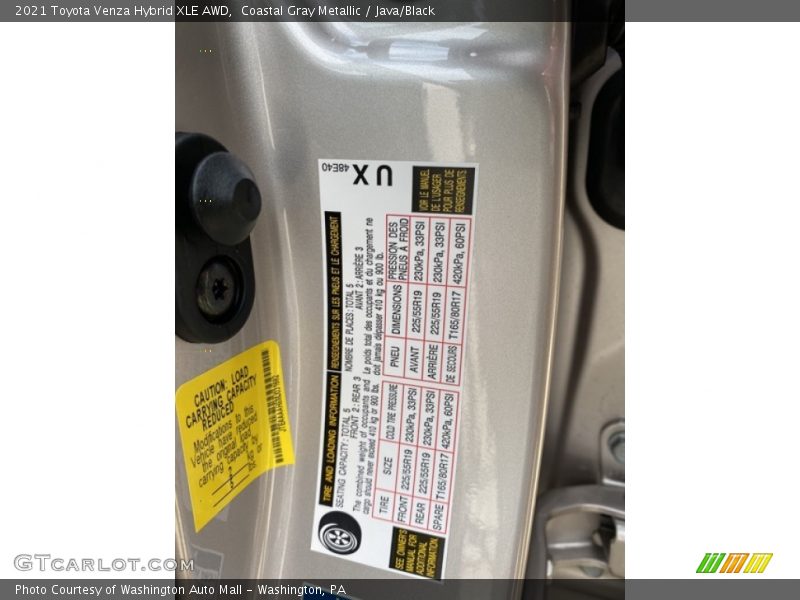 2021 Toyota Venza Hybrid XLE AWD, Coastal Gray Metallic / Java/Black
48E40
UX
TIRE AND LOADING INFORMATION
RENSEIGNEMENTS SUR LES PNEUS ET LE CHARGEMENT
SEATING CAPACITY: TOTAL 5
FRONT 2: REAR 3
NOMBRE DE PLACES: TOTAL 5
AVANT 2: ARRIÈRE 3
The combined weight of occupants and
cargo should never exceed 410 kg or 900 lbs.
Le poids total des occupants et du chargement ne
doit jamais dépasser 410 kg ou 900 lb.
TIRE SIZE COLD TIRE PRESSURE
FRONT 225/55R19 230kPa, 33PSI
REAR 225/55R19 230kPa, 33PSI
SPARE T165/80R17 420kPa, 60PSI
PNEU DIMENSIONS PRESSION DES
PNEUS À FROID
AVANT 225/55R19 230kPa, 33PSI
ARRIÈRE 225/55R19 230kPa, 33PSI
DE SECOURS T165/80R17 420kPa, 60PSI
SEE OWNER'S
MANUAL FOR
ADDITIONAL
INFORMATION
VOIR LE MANUEL
DE L'USAGER
POUR PLUS DE
RENSEIGNEMENTS
CAUTION: LOAD
CARRYING CAPACITY
REDUCED
Modifications to this
vehicle have reduced
the original load
carrying capacity by
kg or
lbs.
GTCarLot.com
Photo Courtesy of Washington Auto Mall - Washington, PA